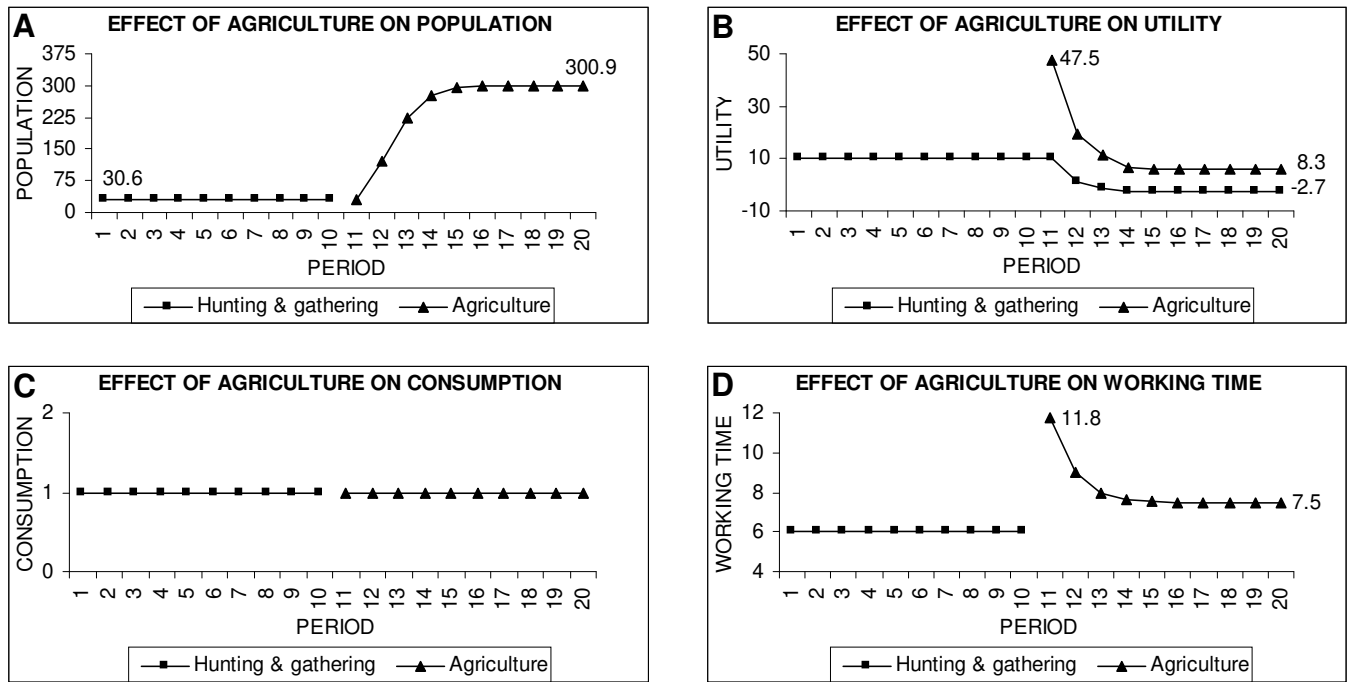 A EFFECT OF AGRICULTURE ON POPULATION
POPULATION
375
300
225
150
75
0
30.6
300.9
1 2 3 4 5 6 7 8 9 10 11 12 13 14 15 16 17 18 19 20
PERIOD
Hunting & gathering Agriculture
B EFFECT OF AGRICULTURE ON UTILITY
UTILITY
50
30
10
-10
47.5
8.3
-2.7
1 2 3 4 5 6 7 8 9 10 11 12 13 14 15 16 17 18 19 20
PERIOD
Hunting & gathering Agriculture
C EFFECT OF AGRICULTURE ON CONSUMPTION
CONSUMPTION
2
1
0
1 2 3 4 5 6 7 8 9 10 11 12 13 14 15 16 17 18 19 20
PERIOD
Hunting & gathering Agriculture
D EFFECT OF AGRICULTURE ON WORKING TIME
WORKING TIME
12
10
8
6
4
11.8
7.5
1 2 3 4 5 6 7 8 9 10 11 12 13 14 15 16 17 18 19 20
PERIOD
Hunting & gathering Agriculture